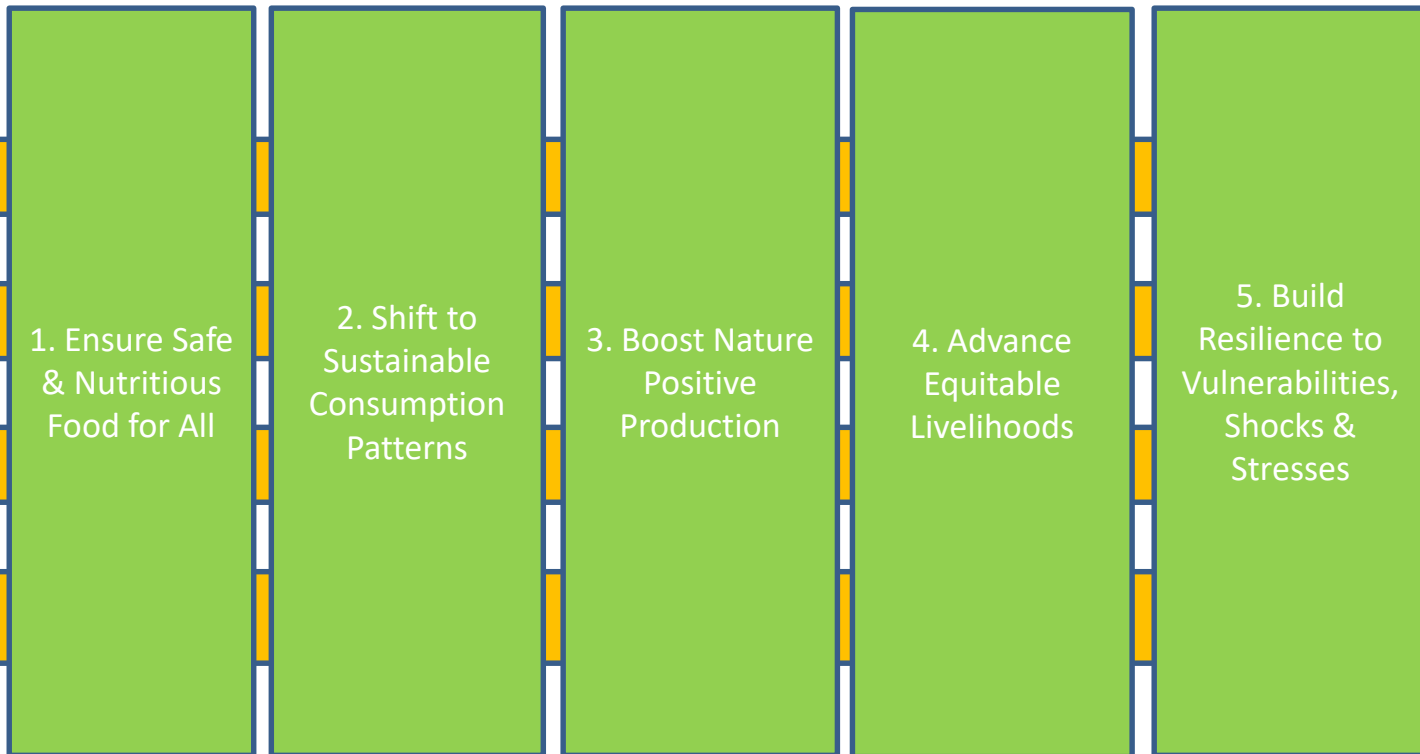 1. Ensure Safe
& Nutritious
Food for All
2. Shift to
Sustainable
Consumption
Patterns
3. Boost Nature
Positive
Production
4. Advance
Equitable
Livelihoods
5. Build
Resilience to
Vulnerabilities,
Shocks &
Stresses